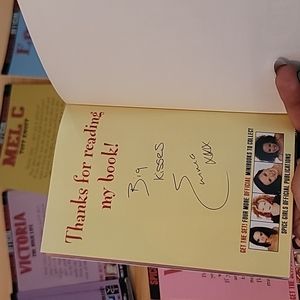 Thanks for reading
my book!
Big
Kisses
Emma
xxx
GET THE SET! FOUR MORE OFFICIAL MINIBOOKS TO COLLECT
SPICE GIRLS OFFICIAL PUBLICATIONS
MEL C
VICTORIA